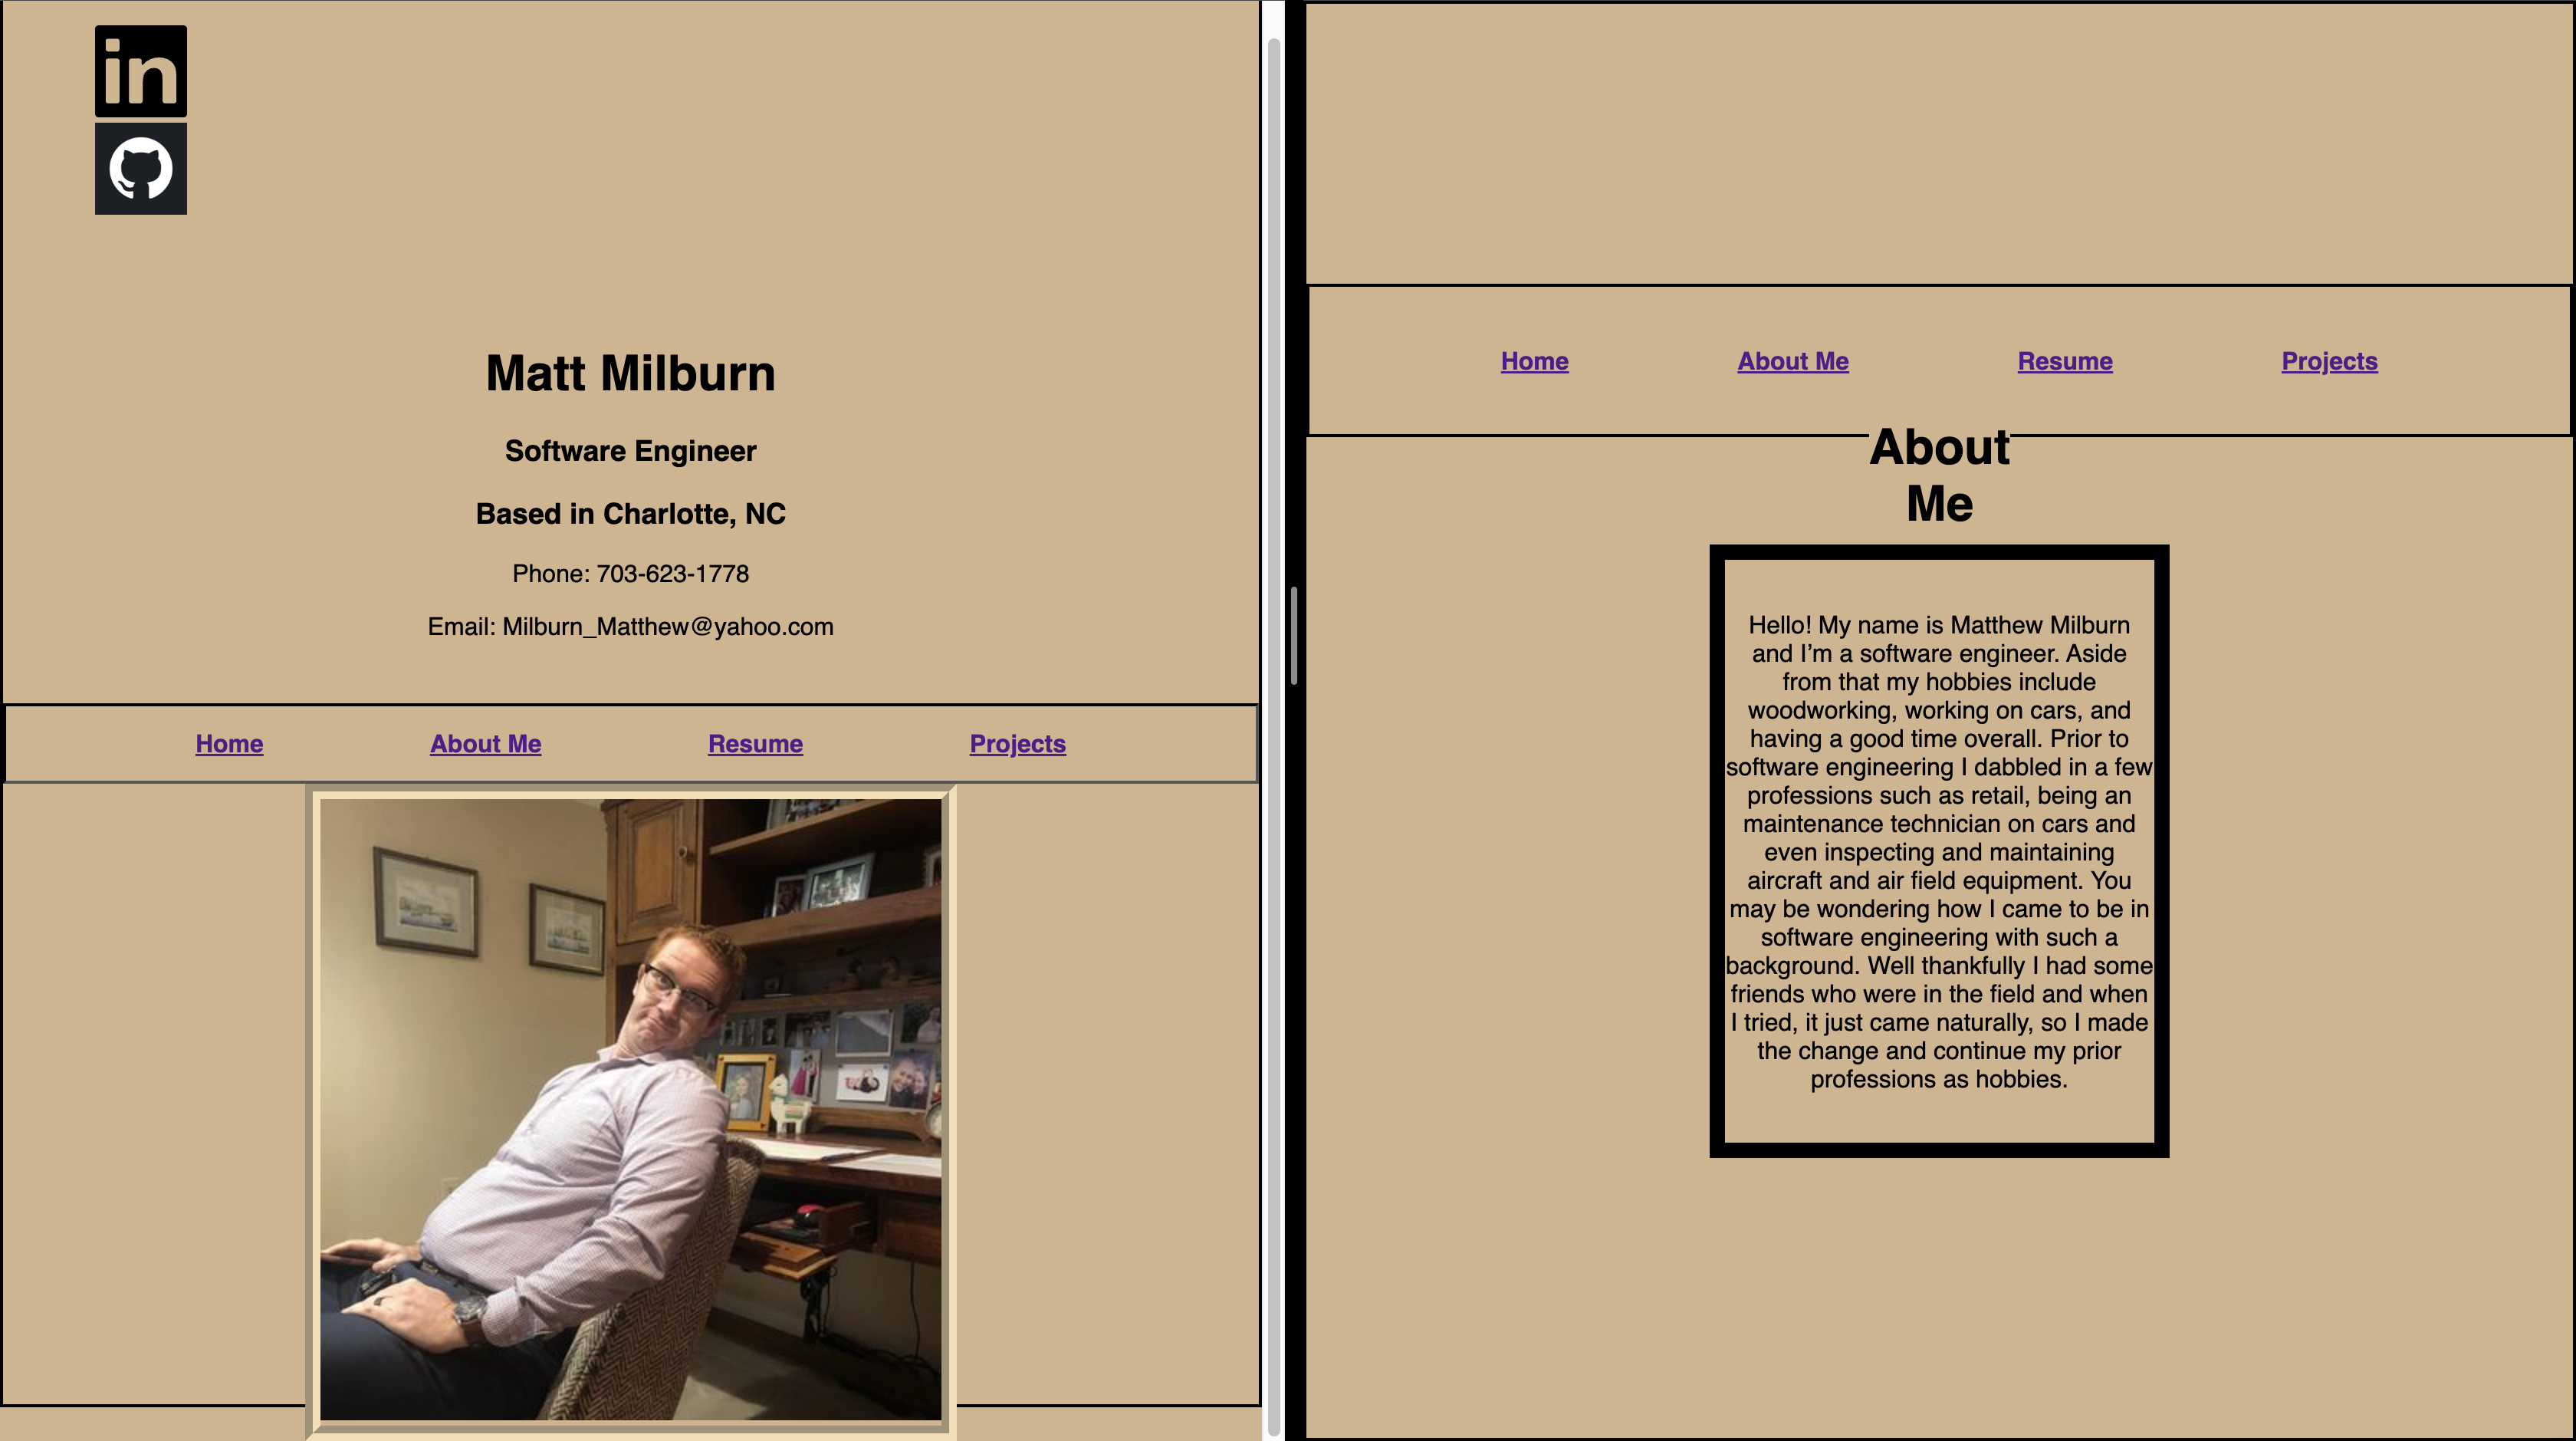 in
Matt Milburn
Software Engineer
Based in Charlotte, NC
Phone: 703-623-1778
Email: Milburn_Matthew@yahoo.com
Home About Me Resume Projects
Home About Me Resume Projects
About
Me
Hello! My name is Matthew Milburn
and I’m a software engineer. Aside
from that my hobbies include
woodworking, working on cars, and
having a good time overall. Prior to
software engineering I dabbled in a few
professions such as retail, being an
maintenance technician on cars and
even inspecting and maintaining
aircraft and air field equipment. You
may be wondering how I came to be in
software engineering with such a
background. Well thankfully I had some
friends who were in the field and when
I tried, it just came naturally, so I made
the change and continue my prior
professions as hobbies.